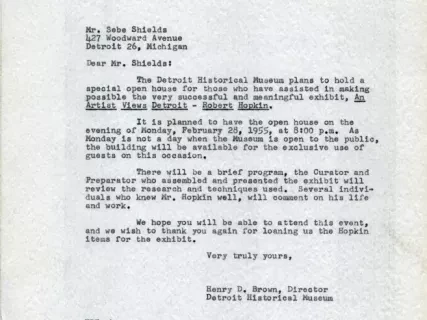 Mr. Sebe Shields
427 Woodward Avenue
Detroit 26, Michigan
Dear Mr. Shields:
The Detroit Historical Museum plans to hold a
special open house for those who have assisted in making
possible the very successful and meaningful exhibit, An
Artist Views Detroit - Robert Hopkin.
It is planned to have the open house on the
evening of Monday, February 28, 1955, at 8:00 p.m. As
Monday is not a day when the Museum is open to the public,
the building will be available for the exclusive use of
guests on this occasion.
There will be a brief program, the Curator and
Preparator who assembled and presented the exhibit will
review the research and techniques used. Several indivi-
duals who knew Mr. Hopkin well, will comment on his life
and work.
We hope you will be able to attend this event,
and we wish to thank you again for loaning us the Hopkin
items for the exhibit.
Very truly yours,
Henry D. Brown, Director
Detroit Historical Museum